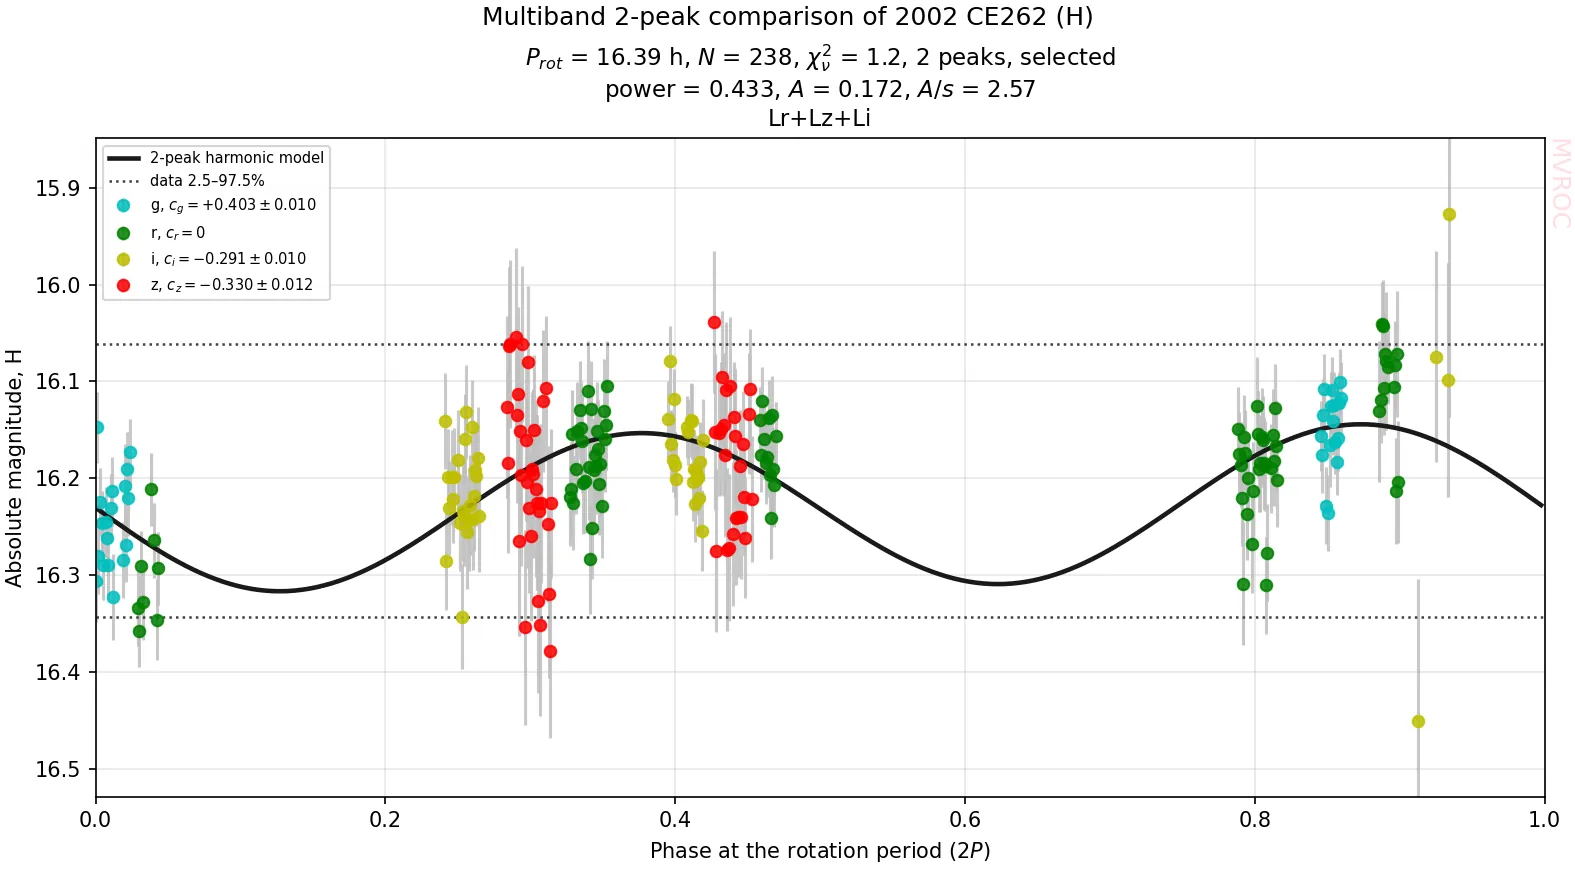 Multiband 2-peak comparison of 2002 CE262 (H)
P_rot = 16.39 h, N = 238, χ²_ν = 1.2, 2 peaks, selected
power = 0.433, A = 0.172, A/s = 2.57
Lr+Lz+Li
2-peak harmonic model
data 2.5–97.5%
g, c_g = +0.403 ± 0.010
r, c_r = 0
i, c_i = −0.291 ± 0.010
z, c_z = −0.330 ± 0.012
MVROC
Absolute magnitude, H
15.9
16.0
16.1
16.2
16.3
16.4
16.5
0.0 0.2 0.4 0.6 0.8 1.0
Phase at the rotation period (2P)